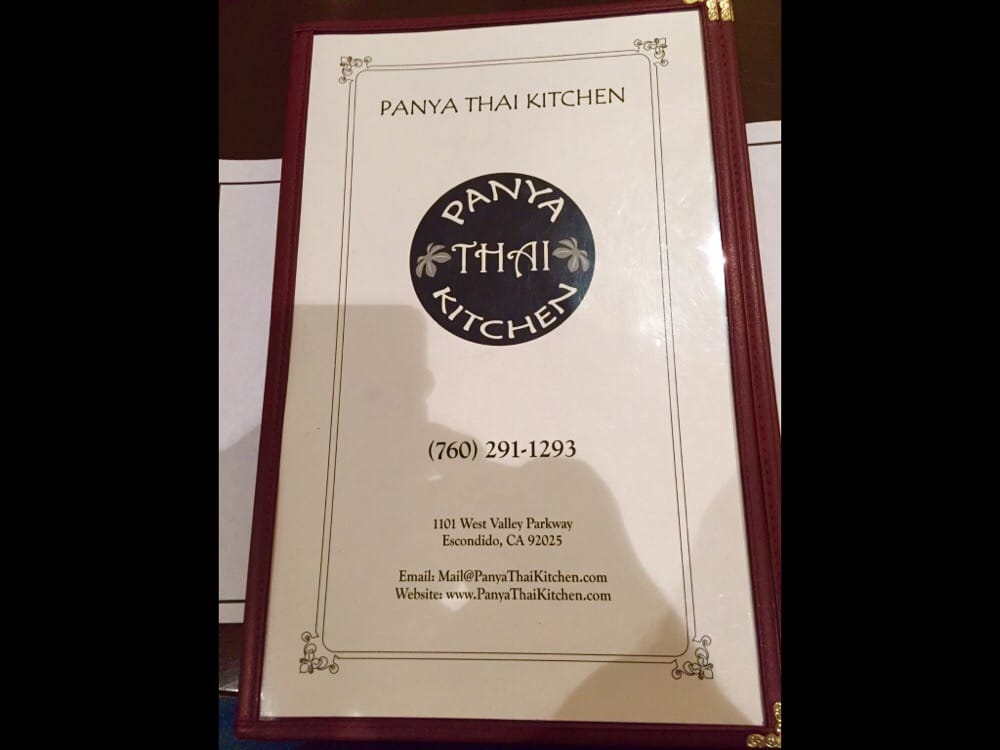 PANYA THAI KITCHEN
PANYA
THAI
KITCHEN
(760) 291-1293
1101 West Valley Parkway
Escondido, CA 92025
Email: Mail@PanyaThaiKitchen.com
Website: www.PanyaThaiKitchen.com